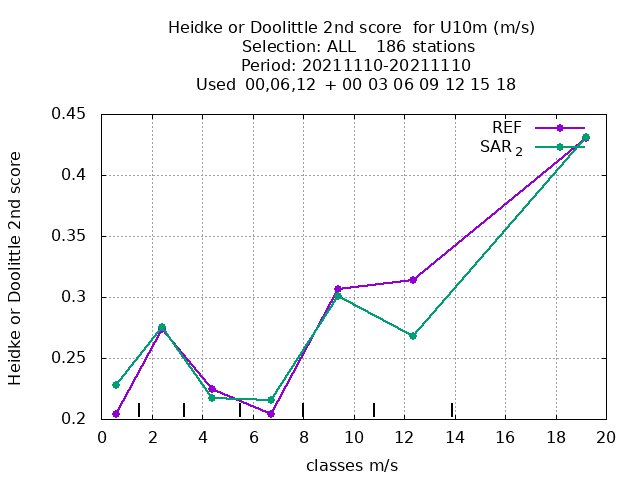 Heidke or Doolittle 2nd score  for U10m (m/s)
Selection: ALL    186 stations
Period: 20211110-20211110
Used  00,06,12  + 00 03 06 09 12 15 18
REF
SAR 2
0.45
0.4
0.35
0.3
0.25
0.2
Heidke or Doolittle 2nd score
0 2 4 6 8 10 12 14 16 18 20
classes m/s